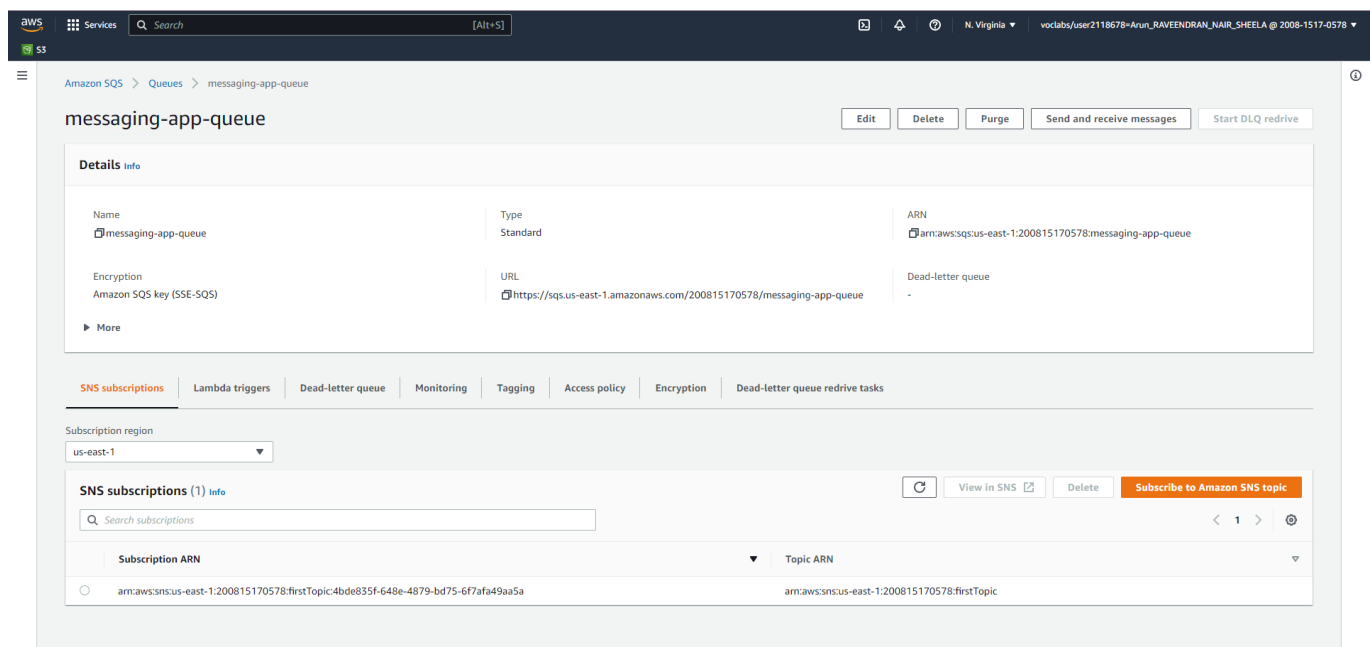 aws Services Search [Alt+S] N. Virginia ▼ voclabs/user2118678=Arun_RAVEENDRAN_NAIR_SHEELA @ 2008-1517-0578 ▼
S3
Amazon SQS > Queues > messaging-app-queue
messaging-app-queue Edit Delete Purge Send and receive messages Start DLQ redrive
Details Info
Name Type ARN
messaging-app-queue Standard arn:aws:sqs:us-east-1:200815170578:messaging-app-queue
Encryption URL Dead-letter queue
Amazon SQS key (SSE-SQS) https://sqs.us-east-1.amazonaws.com/200815170578/messaging-app-queue -
▶ More
SNS subscriptions Lambda triggers Dead-letter queue Monitoring Tagging Access policy Encryption Dead-letter queue redrive tasks
Subscription region
us-east-1 ▼
SNS subscriptions (1) Info View in SNS Delete Subscribe to Amazon SNS topic
Search subscriptions < 1 >
Subscription ARN ▼ Topic ARN ▽
arn:aws:sns:us-east-1:200815170578:firstTopic:4bde835f-648e-4879-bd75-6f7afa49aa5a arn:aws:sns:us-east-1:200815170578:firstTopic